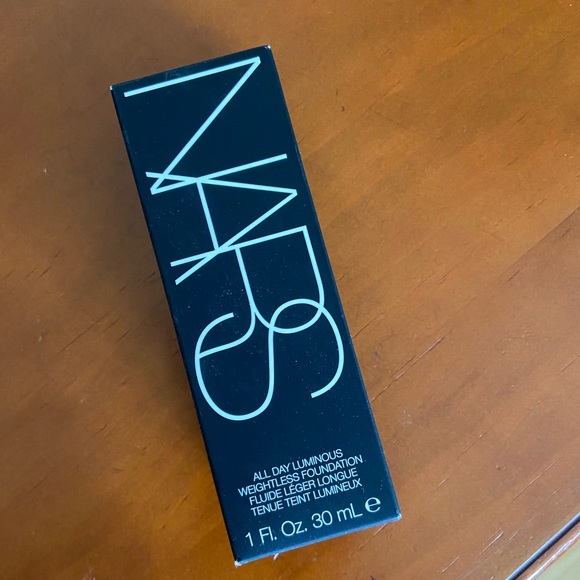 NARS
ALL DAY LUMINOUS
WEIGHTLESS FOUNDATION
FLUIDE LÉGER LONGUE
TENUE TEINT LUMINEUX
1 Fl. Oz. 30 mL ℮